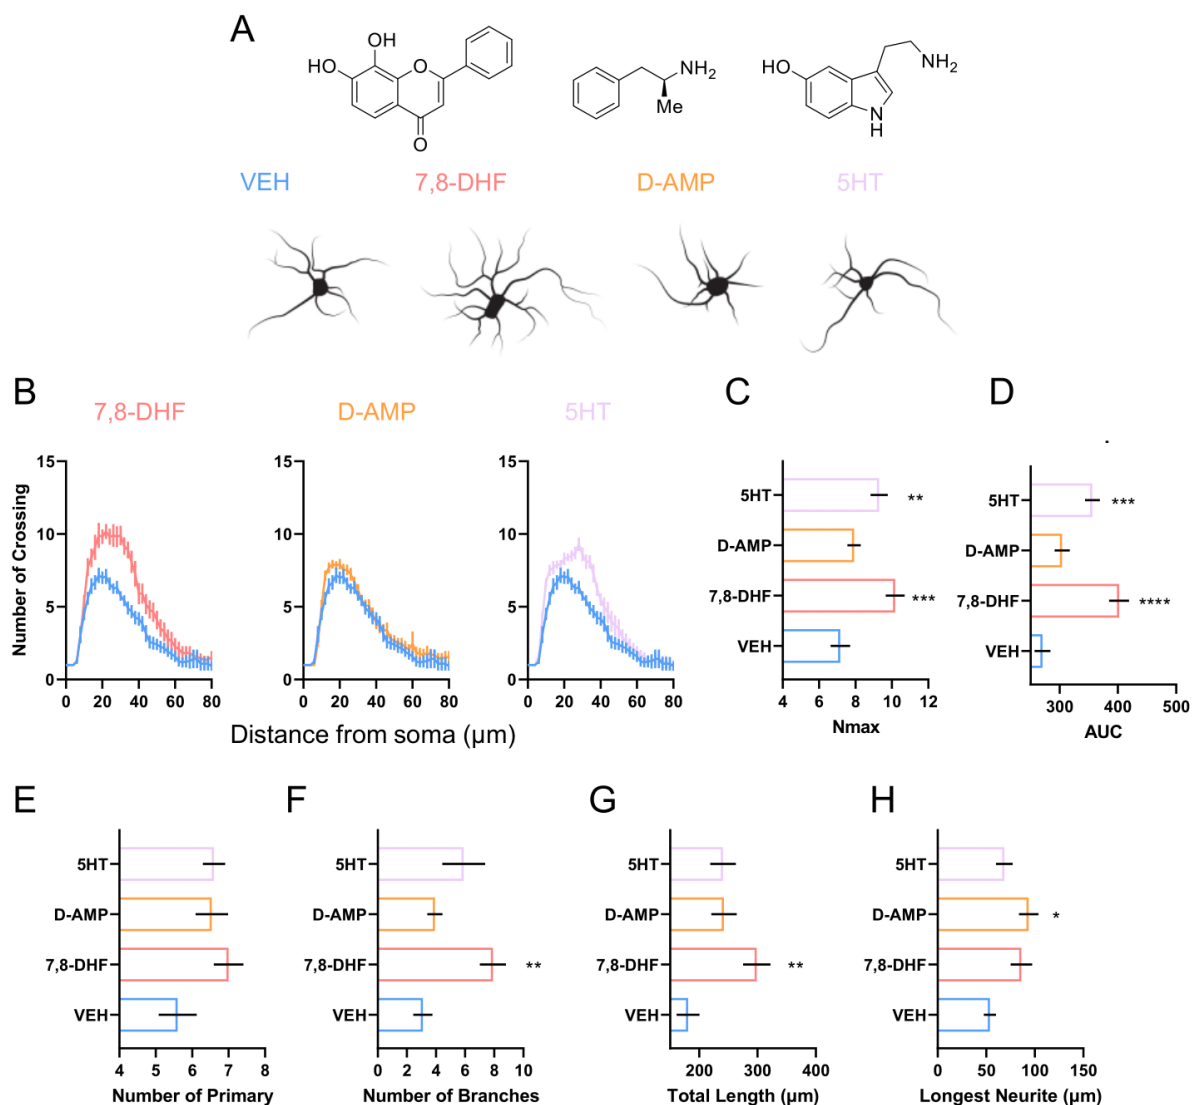 A
OH
HO
O
O
NH2
Me
HO
NH2
N
H
VEH
7,8-DHF
D-AMP
5HT
B
7,8-DHF
D-AMP
5HT
Number of Crossing
15
10
5
0
0 20 40 60 80
15
10
5
0
0 20 40 60 80
15
10
5
0
0 20 40 60 80
Distance from soma (µm)
C
5HT
**
D-AMP
7,8-DHF
***
VEH
4 6 8 10 12
Nmax
D
5HT
***
D-AMP
7,8-DHF
****
VEH
300 400 500
AUC
E
5HT
D-AMP
7,8-DHF
VEH
4 5 6 7 8
Number of Primary
F
5HT
D-AMP
7,8-DHF
**
VEH
0 2 4 6 8 10
Number of Branches
G
5HT
D-AMP
7,8-DHF
**
VEH
200 300 400
Total Length (µm)
H
5HT
D-AMP
*
7,8-DHF
VEH
0 50 100 150
Longest Neurite (µm)